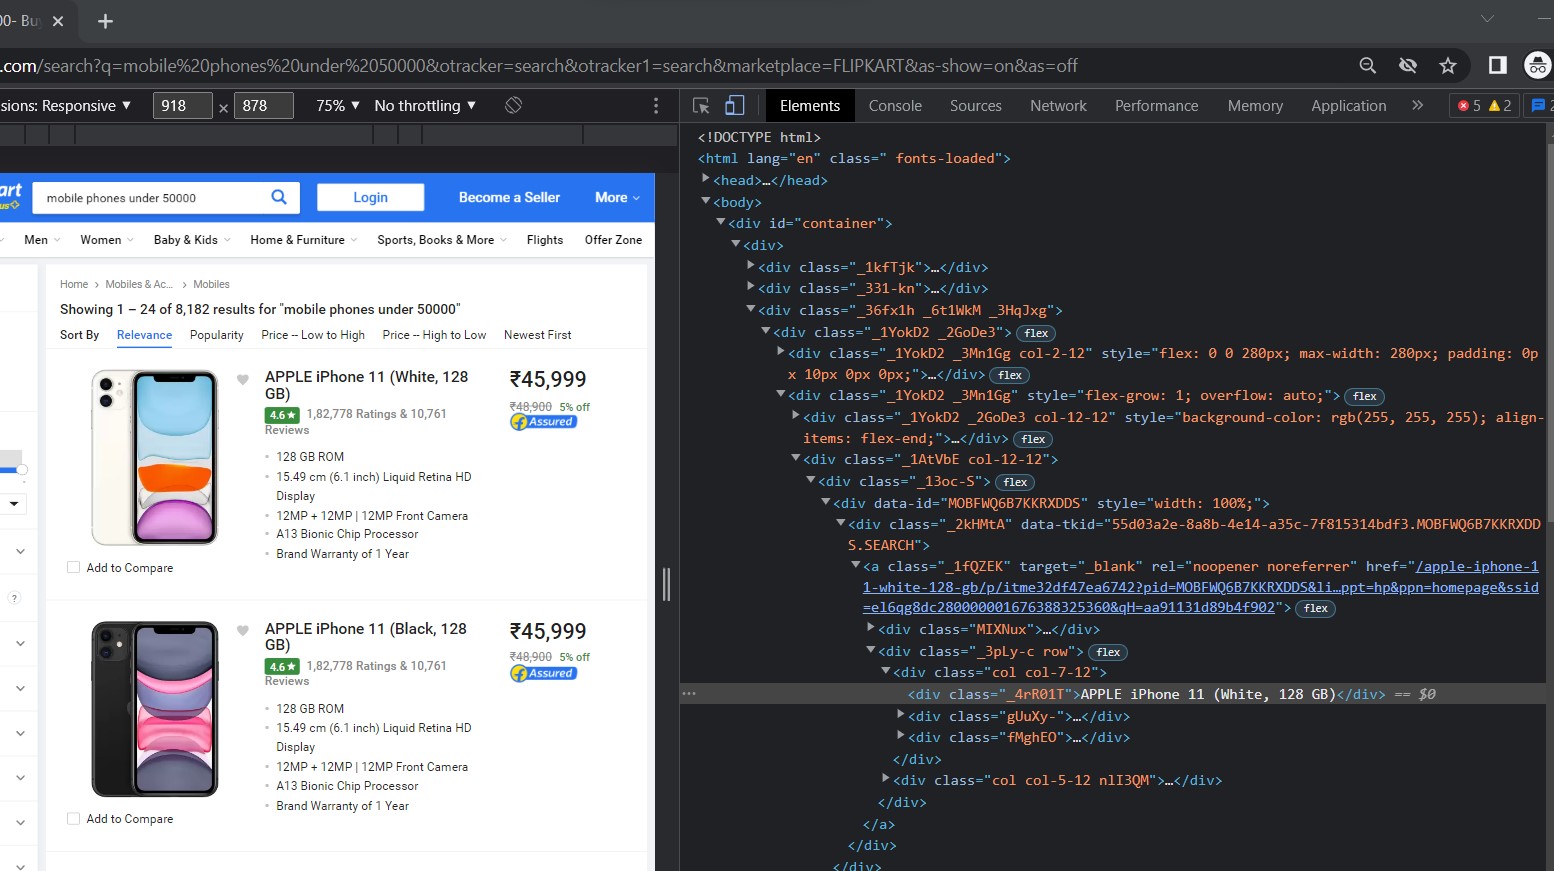 00- Bu
.com/search?q=mobile%20phones%20under%2050000&otracker=search&otracker1=search&marketplace=FLIPKART&as-show=on&as=off
sions: Responsive ▼ 918 × 878 75% ▼ No throttling ▼
Elements Console Sources Network Performance Memory Application » 5 2 2
art
us
mobile phones under 50000 Login Become a Seller More
Men Women Baby & Kids Home & Furniture Sports, Books & More Flights Offer Zone
Home > Mobiles & Ac... > Mobiles
Showing 1 – 24 of 8,182 results for "mobile phones under 50000"
Sort By Relevance Popularity Price -- Low to High Price -- High to Low Newest First
APPLE iPhone 11 (White, 128
GB)
4.6★ 1,82,778 Ratings & 10,761
Reviews
• 128 GB ROM
• 15.49 cm (6.1 inch) Liquid Retina HD
Display
• 12MP + 12MP | 12MP Front Camera
• A13 Bionic Chip Processor
• Brand Warranty of 1 Year
₹45,999
₹48,900 5% off
Assured
Add to Compare
?
APPLE iPhone 11 (Black, 128
GB)
4.6★ 1,82,778 Ratings & 10,761
Reviews
• 128 GB ROM
• 15.49 cm (6.1 inch) Liquid Retina HD
Display
• 12MP + 12MP | 12MP Front Camera
• A13 Bionic Chip Processor
• Brand Warranty of 1 Year
₹45,999
₹48,900 5% off
Assured
Add to Compare
<!DOCTYPE html>
<html lang="en" class=" fonts-loaded">
▶<head>…</head>
▼<body>
▼<div id="container">
▼<div>
▶<div class="_1kfTjk">…</div>
▶<div class="_331-kn">…</div>
▼<div class="_36fx1h _6t1WkM _3HqJxg">
▼<div class="_1YokD2 _2GoDe3"> flex
▶<div class="_1YokD2 _3Mn1Gg col-2-12" style="flex: 0 0 280px; max-width: 280px; padding: 0p
x 10px 0px 0px;">…</div> flex
▼<div class="_1YokD2 _3Mn1Gg" style="flex-grow: 1; overflow: auto;"> flex
▶<div class="_1YokD2 _2GoDe3 col-12-12" style="background-color: rgb(255, 255, 255); align-
items: flex-end;">…</div> flex
▼<div class="_1AtVbE col-12-12">
▼<div class="_13oc-S"> flex
▼<div data-id="MOBFWQ6B7KKRXDDS" style="width: 100%;">
▼<div class="_2kHMtA" data-tkid="55d03a2e-8a8b-4e14-a35c-7f815314bdf3.MOBFWQ6B7KKRXDD
S.SEARCH">
▼<a class="_1fQZEK" target="_blank" rel="noopener noreferrer" href="/apple-iphone-1
1-white-128-gb/p/itme32df47ea6742?pid=MOBFWQ6B7KKRXDDS&li…ppt=hp&ppn=homepage&ssid
=el6qg8dc280000001676388325360&qH=aa91131d89b4f902"> flex
▶<div class="MIXNux">…</div>
▼<div class="_3pLy-c row"> flex
▼<div class="col col-7-12">
<div class="_4rR01T">APPLE iPhone 11 (White, 128 GB)</div> == $0
▶<div class="gUuXy-">…</div>
▶<div class="fMghEO">…</div>
</div>
▶<div class="col col-5-12 nlI3QM">…</div>
</div>
</a>
</div>
</div>